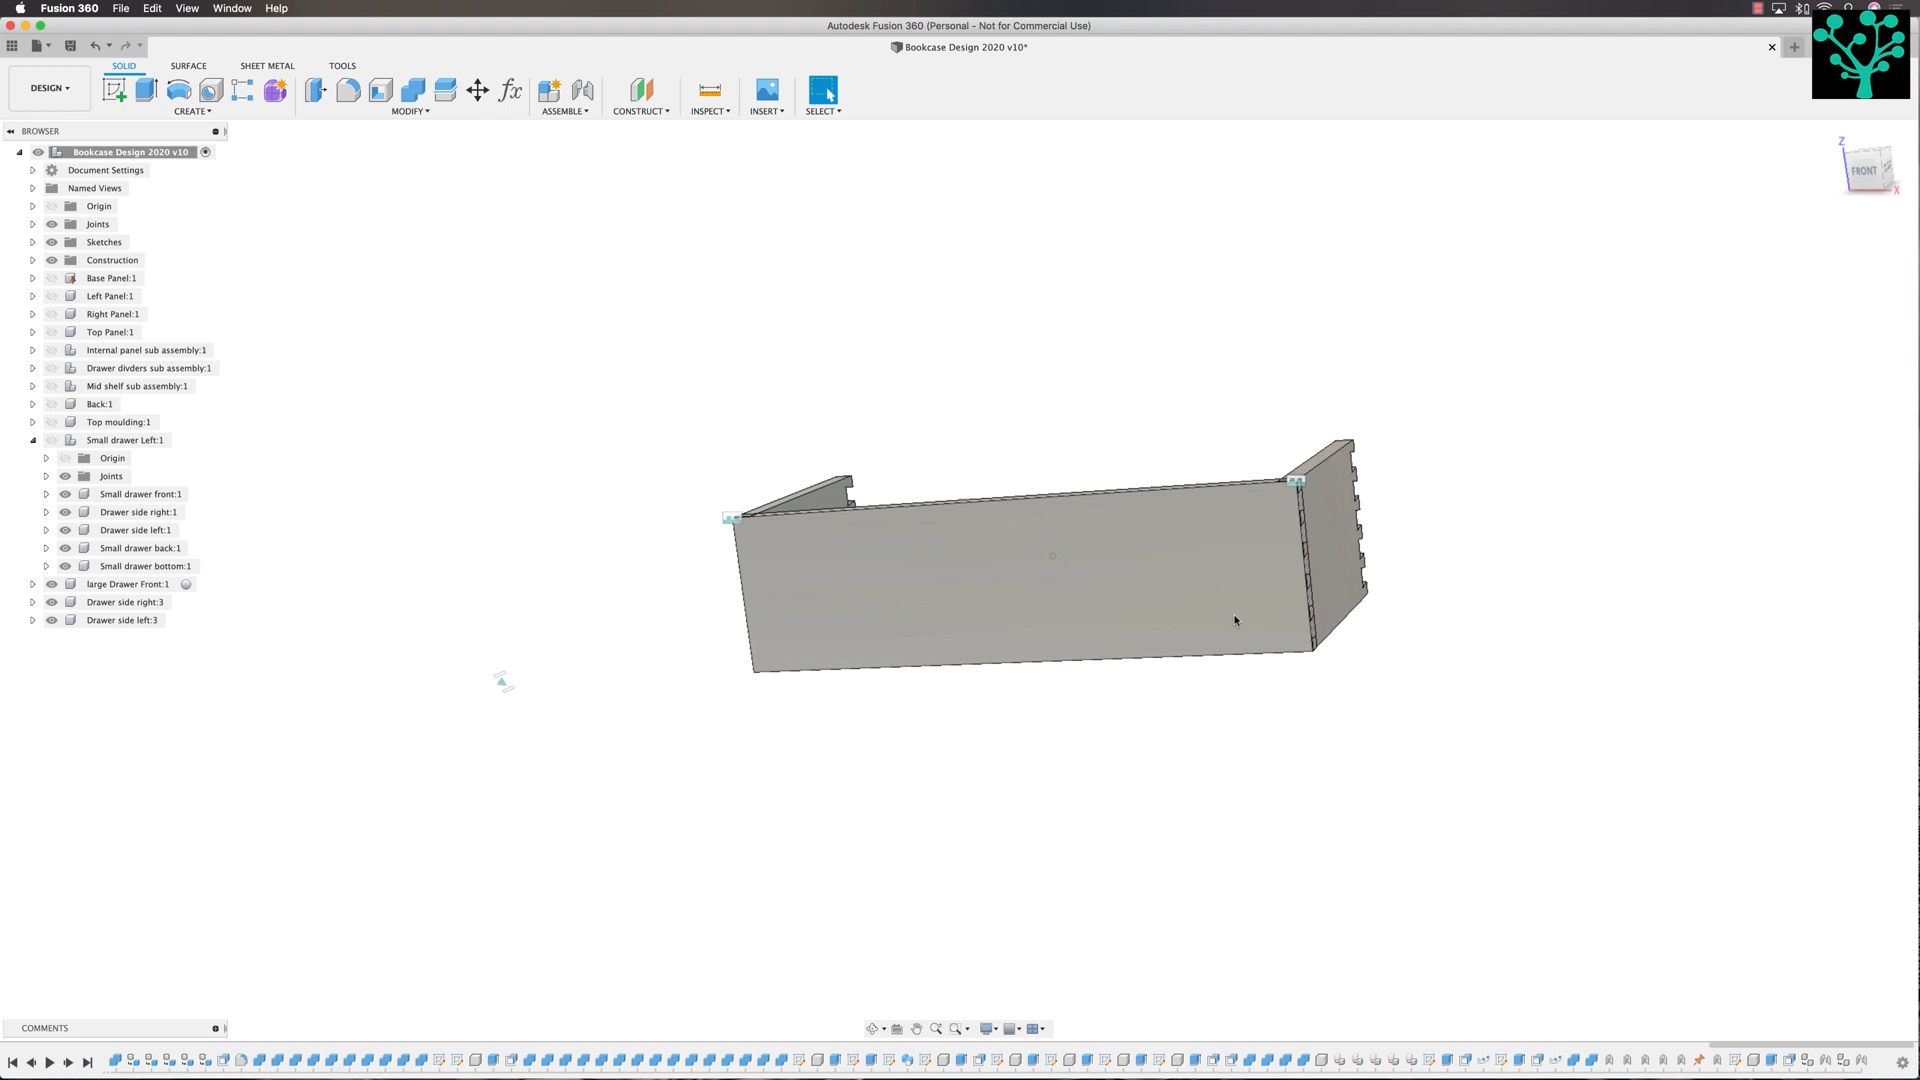 Fusion 360 File Edit View Window Help
Autodesk Fusion 360 (Personal - Not for Commercial Use)
Bookcase Design 2020 v10*
SOLID SURFACE SHEET METAL TOOLS
DESIGN
CREATE MODIFY ASSEMBLE CONSTRUCT INSPECT INSERT SELECT
BROWSER
Bookcase Design 2020 v10
Document Settings
Named Views
Origin
Joints
Sketches
Construction
Base Panel:1
Left Panel:1
Right Panel:1
Top Panel:1
Internal panel sub assembly:1
Drawer divders sub assembly:1
Mid shelf sub assembly:1
Back:1
Top moulding:1
Small drawer Left:1
Origin
Joints
Small drawer front:1
Drawer side right:1
Drawer side left:1
Small drawer back:1
Small drawer bottom:1
large Drawer Front:1
Drawer side right:3
Drawer side left:3
Z
FRONT
X
COMMENTS